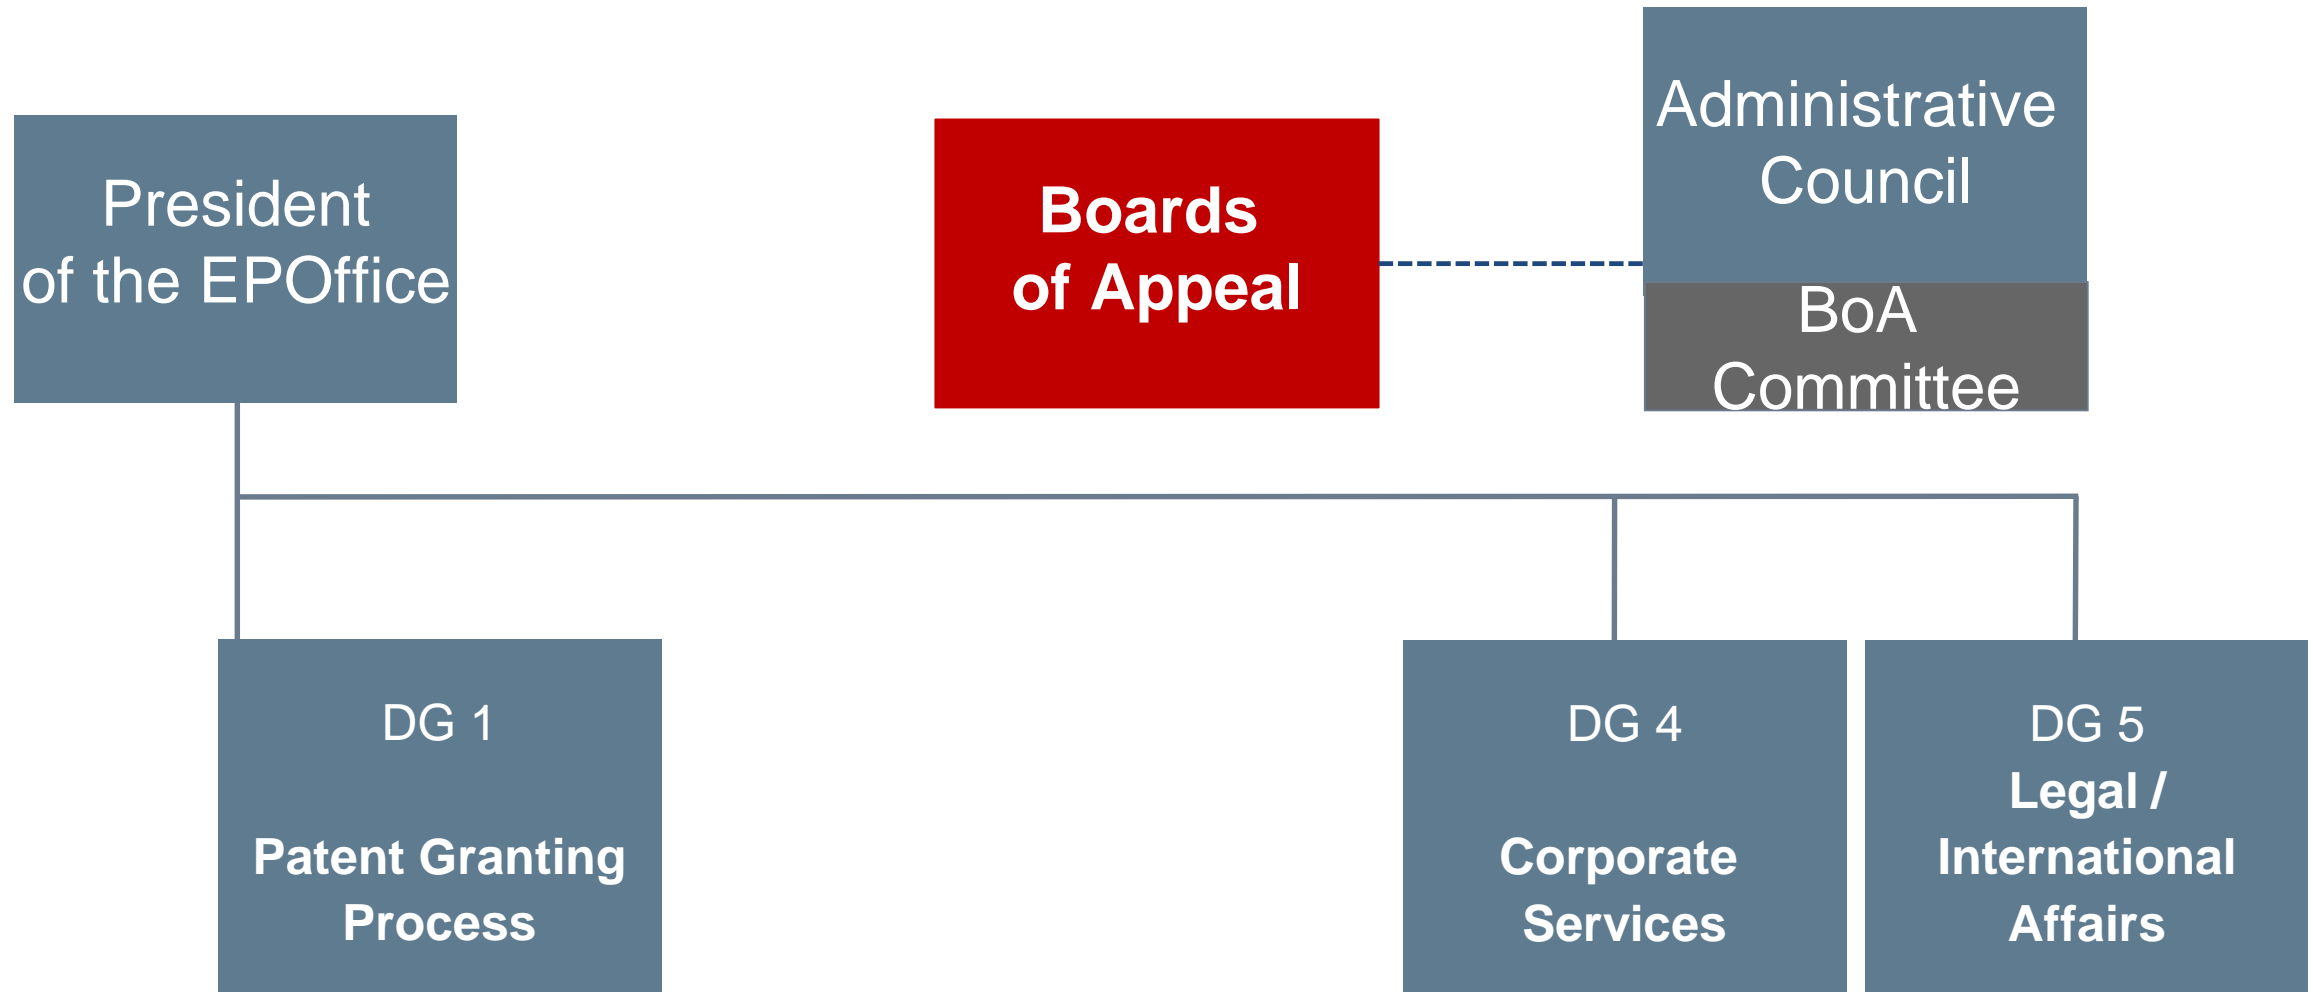 President
of the EPOffice
Boards
of Appeal
Administrative
Council
BoA
Committee
DG 1
Patent Granting
Process
DG 4
Corporate
Services
DG 5
Legal /
International
Affairs